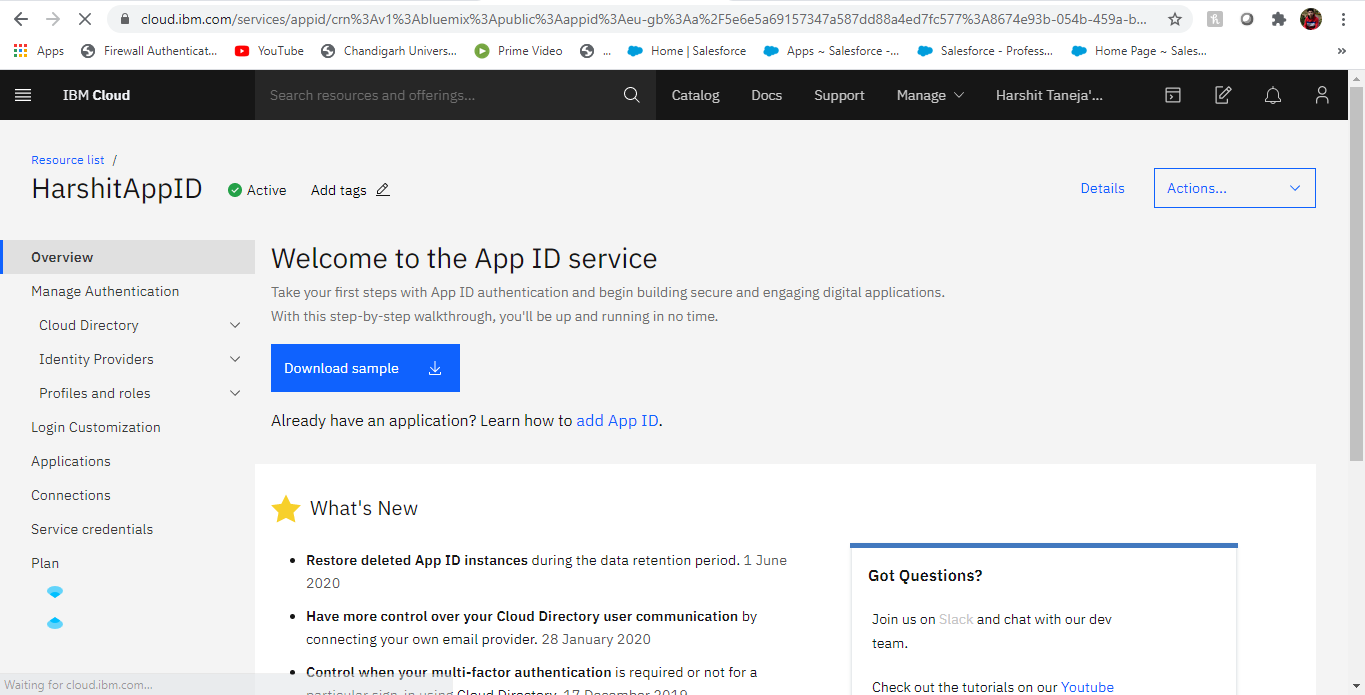 cloud.ibm.com/services/appid/crn%3Av1%3Abluemix%3Apublic%3Aappid%3Aeu-gb%3Aa%2F5e6e5a69157347a587dd88a4ed7fc577%3A8674e93b-054b-459a-b...
Apps Firewall Authenticat... YouTube Chandigarh Univers... Prime Video ... Home | Salesforce Apps ~ Salesforce -... Salesforce - Profess... Home Page ~ Sales... »
IBM Cloud Search resources and offerings... Catalog Docs Support Manage Harshit Taneja'...
Resource list /
HarshitAppID Active Add tags Details Actions...
Overview
Manage Authentication
Cloud Directory
Identity Providers
Profiles and roles
Login Customization
Applications
Connections
Service credentials
Plan
Welcome to the App ID service
Take your first steps with App ID authentication and begin building secure and engaging digital applications.
With this step-by-step walkthrough, you'll be up and running in no time.
Download sample
Already have an application? Learn how to add App ID.
What's New
• Restore deleted App ID instances during the data retention period. 1 June
2020
• Have more control over your Cloud Directory user communication by
connecting your own email provider. 28 January 2020
• Control when your multi-factor authentication is required or not for a
particular sign-in using Cloud Directory. 17 December 2019
Got Questions?
Join us on Slack and chat with our dev
team.
Check out the tutorials on our Youtube
Waiting for cloud.ibm.com...